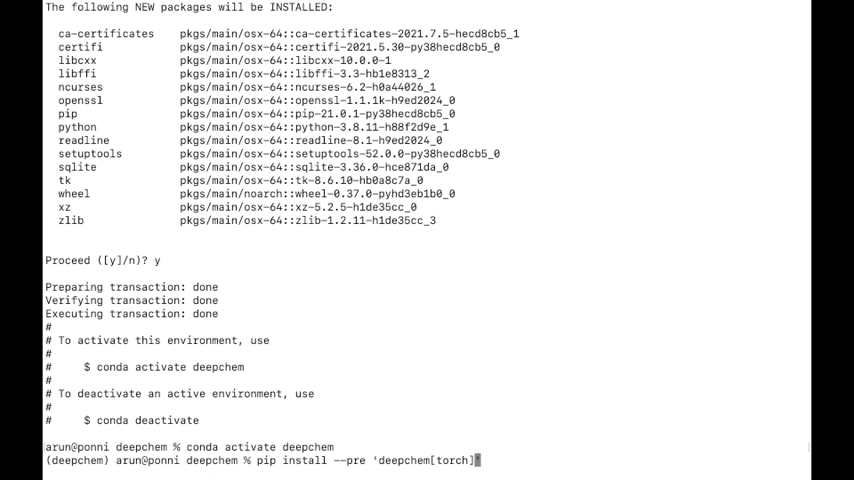 The following NEW packages will be INSTALLED:
ca-certificates pkgs/main/osx-64::ca-certificates-2021.7.5-hecd8cb5_1
certifi pkgs/main/osx-64::certifi-2021.5.30-py38hecd8cb5_0
libcxx pkgs/main/osx-64::libcxx-10.0.0-1
libffi pkgs/main/osx-64::libffi-3.3-hb1e8313_2
ncurses pkgs/main/osx-64::ncurses-6.2-h0a44026_1
openssl pkgs/main/osx-64::openssl-1.1.1k-h9ed2024_0
pip pkgs/main/osx-64::pip-21.0.1-py38hecd8cb5_0
python pkgs/main/osx-64::python-3.8.11-h88f2d9e_1
readline pkgs/main/osx-64::readline-8.1-h9ed2024_0
setuptools pkgs/main/osx-64::setuptools-52.0.0-py38hecd8cb5_0
sqlite pkgs/main/osx-64::sqlite-3.36.0-hce871da_0
tk pkgs/main/osx-64::tk-8.6.10-hb0a8c7a_0
wheel pkgs/main/noarch::wheel-0.37.0-pyhd3eb1b0_0
xz pkgs/main/osx-64::xz-5.2.5-h1de35cc_0
zlib pkgs/main/osx-64::zlib-1.2.11-h1de35cc_3
Proceed ([y]/n)? y
Preparing transaction: done
Verifying transaction: done
Executing transaction: done
#
# To activate this environment, use
#
# $ conda activate deepchem
#
# To deactivate an active environment, use
#
# $ conda deactivate
arun@ponni deepchem % conda activate deepchem
(deepchem) arun@ponni deepchem % pip install --pre 'deepchem[torch]'